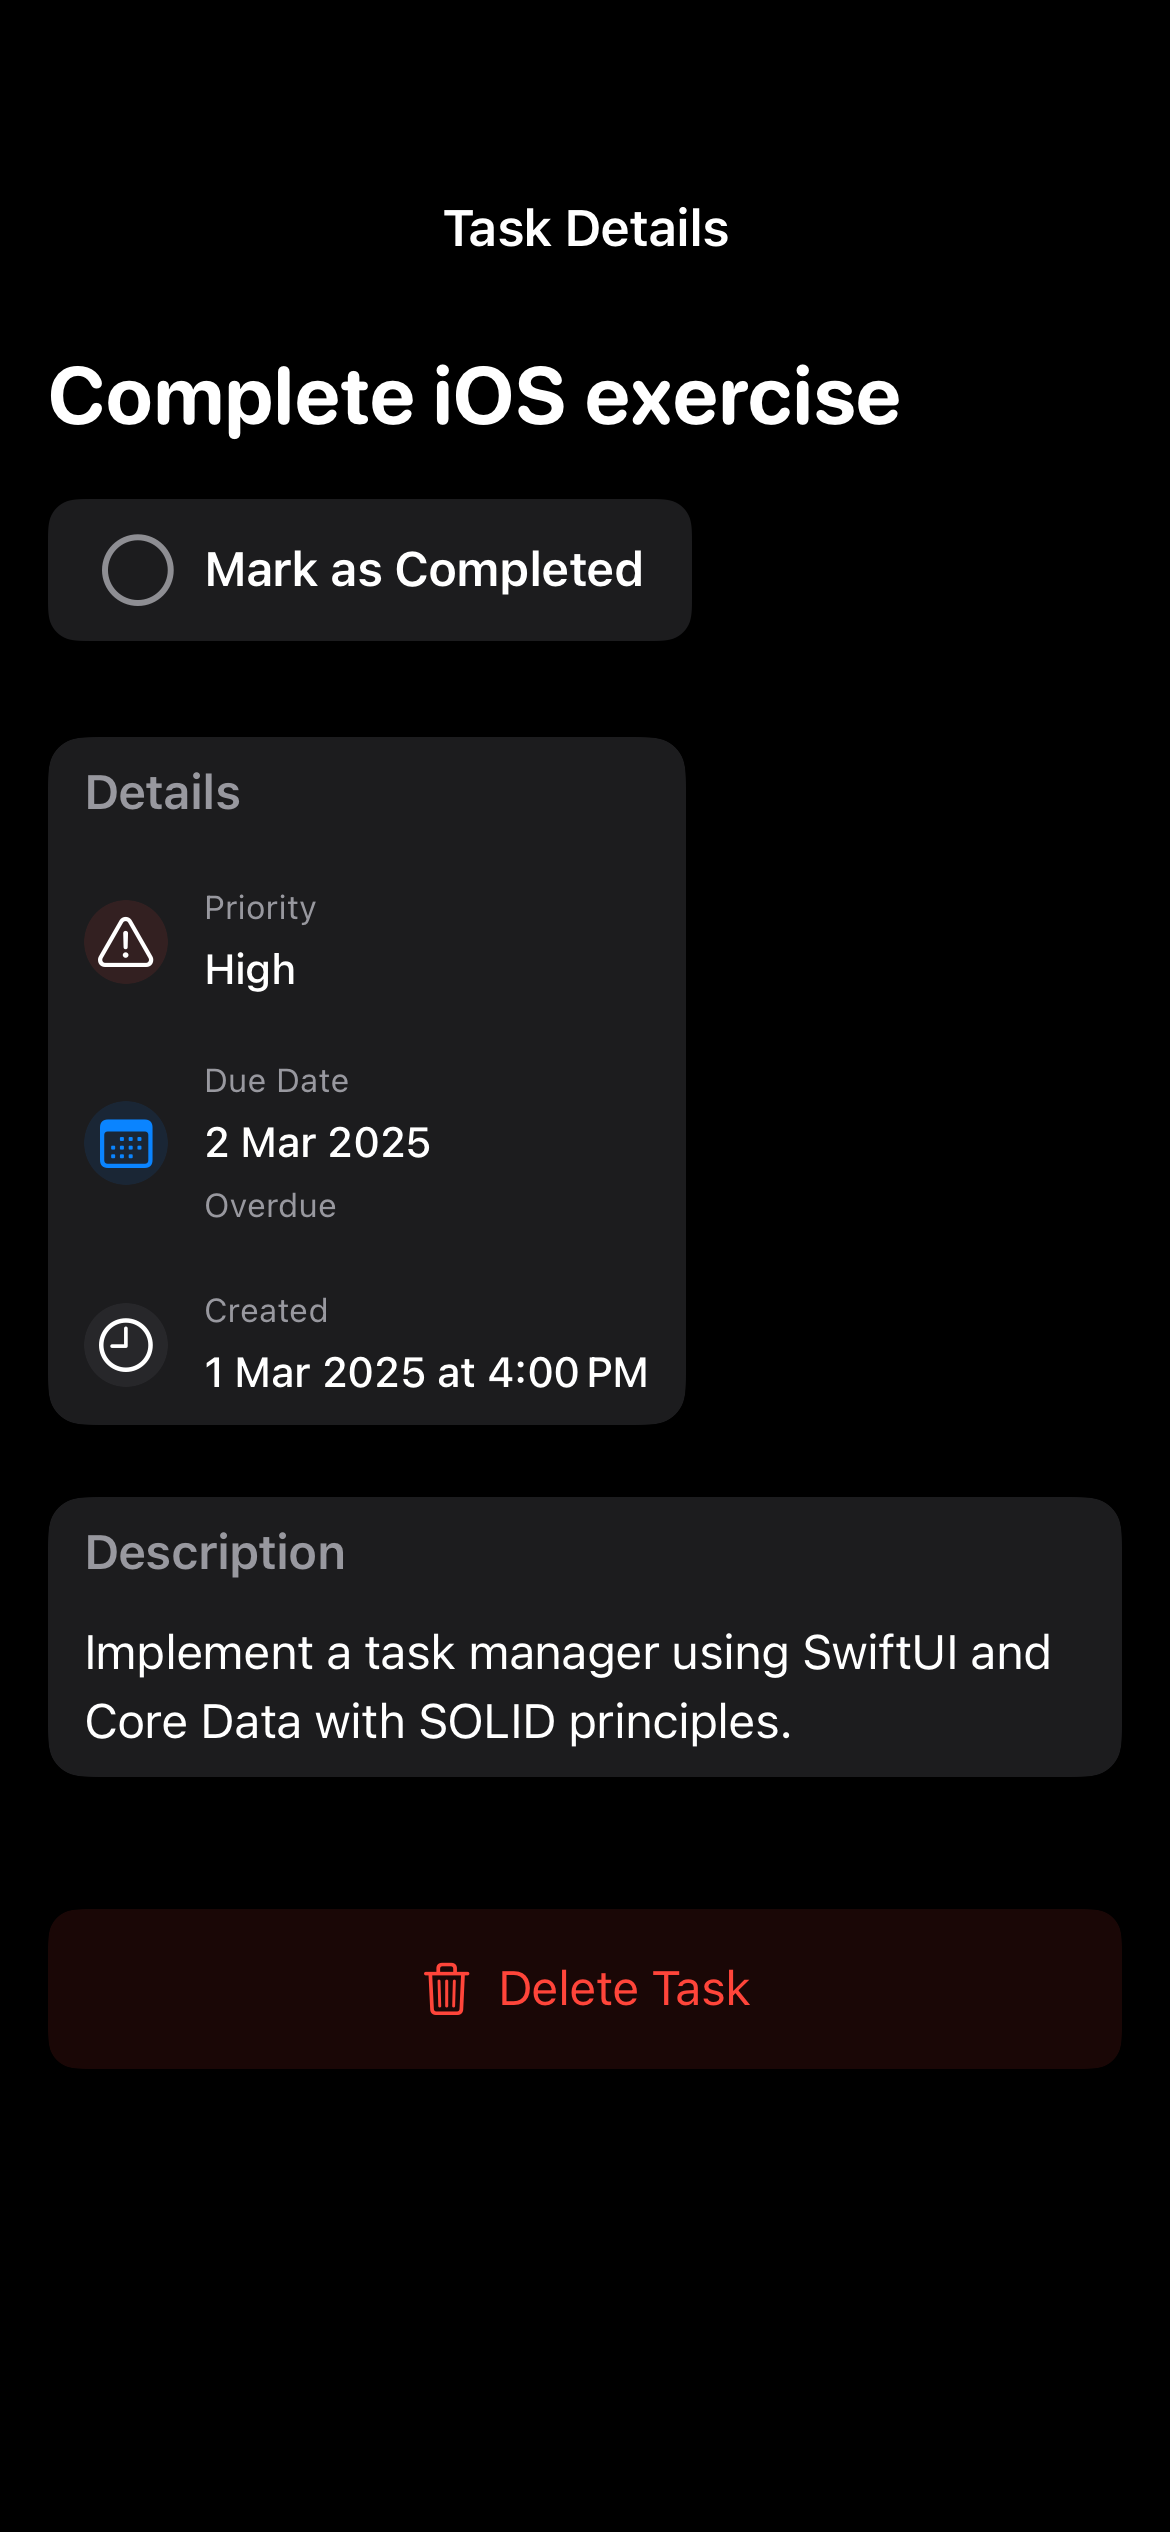 Task Details
Complete iOS exercise
Mark as Completed
Details
Priority
High
Due Date
2 Mar 2025
Overdue
Created
1 Mar 2025 at 4:00 PM
Description
Implement a task manager using SwiftUI and
Core Data with SOLID principles.
Delete Task